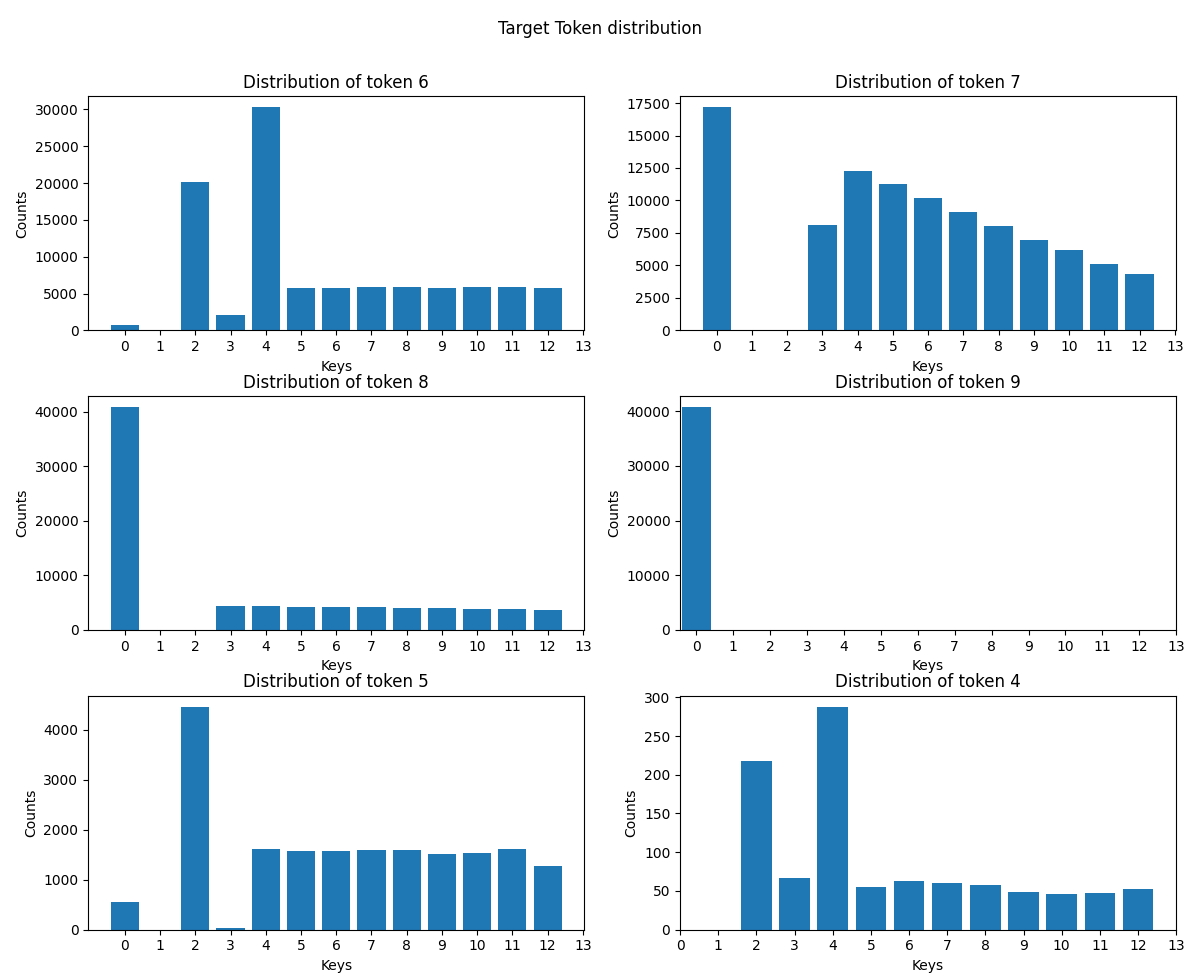 Target Token distribution
Distribution of token 6
30000
25000
20000
15000
10000
5000
0
Counts
0 1 2 3 4 5 6 7 8 9 10 11 12 13
Keys
Distribution of token 7
17500
15000
12500
10000
7500
5000
2500
0
Counts
0 1 2 3 4 5 6 7 8 9 10 11 12 13
Keys
Distribution of token 8
40000
30000
20000
10000
0
Counts
0 1 2 3 4 5 6 7 8 9 10 11 12 13
Keys
Distribution of token 9
40000
30000
20000
10000
0
Counts
0 1 2 3 4 5 6 7 8 9 10 11 12 13
Keys
Distribution of token 5
4000
3000
2000
1000
0
Counts
0 1 2 3 4 5 6 7 8 9 10 11 12 13
Keys
Distribution of token 4
300
250
200
150
100
50
0
Counts
0 1 2 3 4 5 6 7 8 9 10 11 12 13
Keys